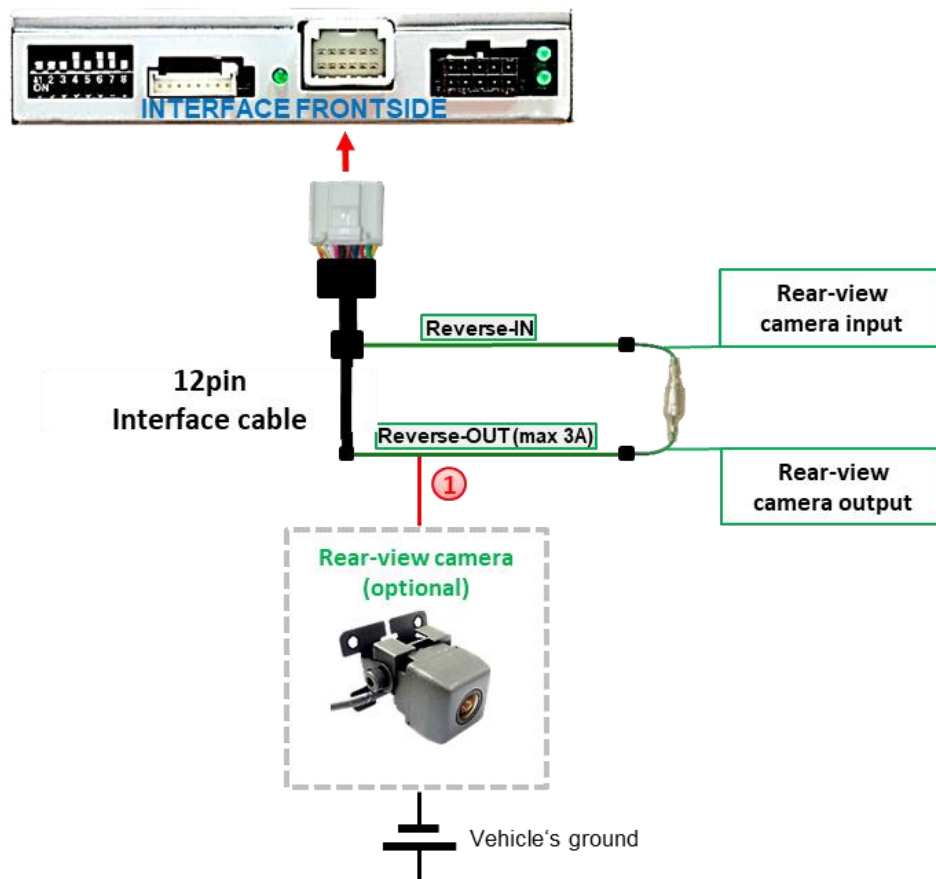 1 2 3 4 5 6 7 8
ON
INTERFACE FRONTSIDE
Reverse-IN
Rear-view
camera input
12pin
Interface cable
Reverse-OUT (max 3A)
Rear-view
camera output
1
Rear-view camera
(optional)
Vehicle‘s ground